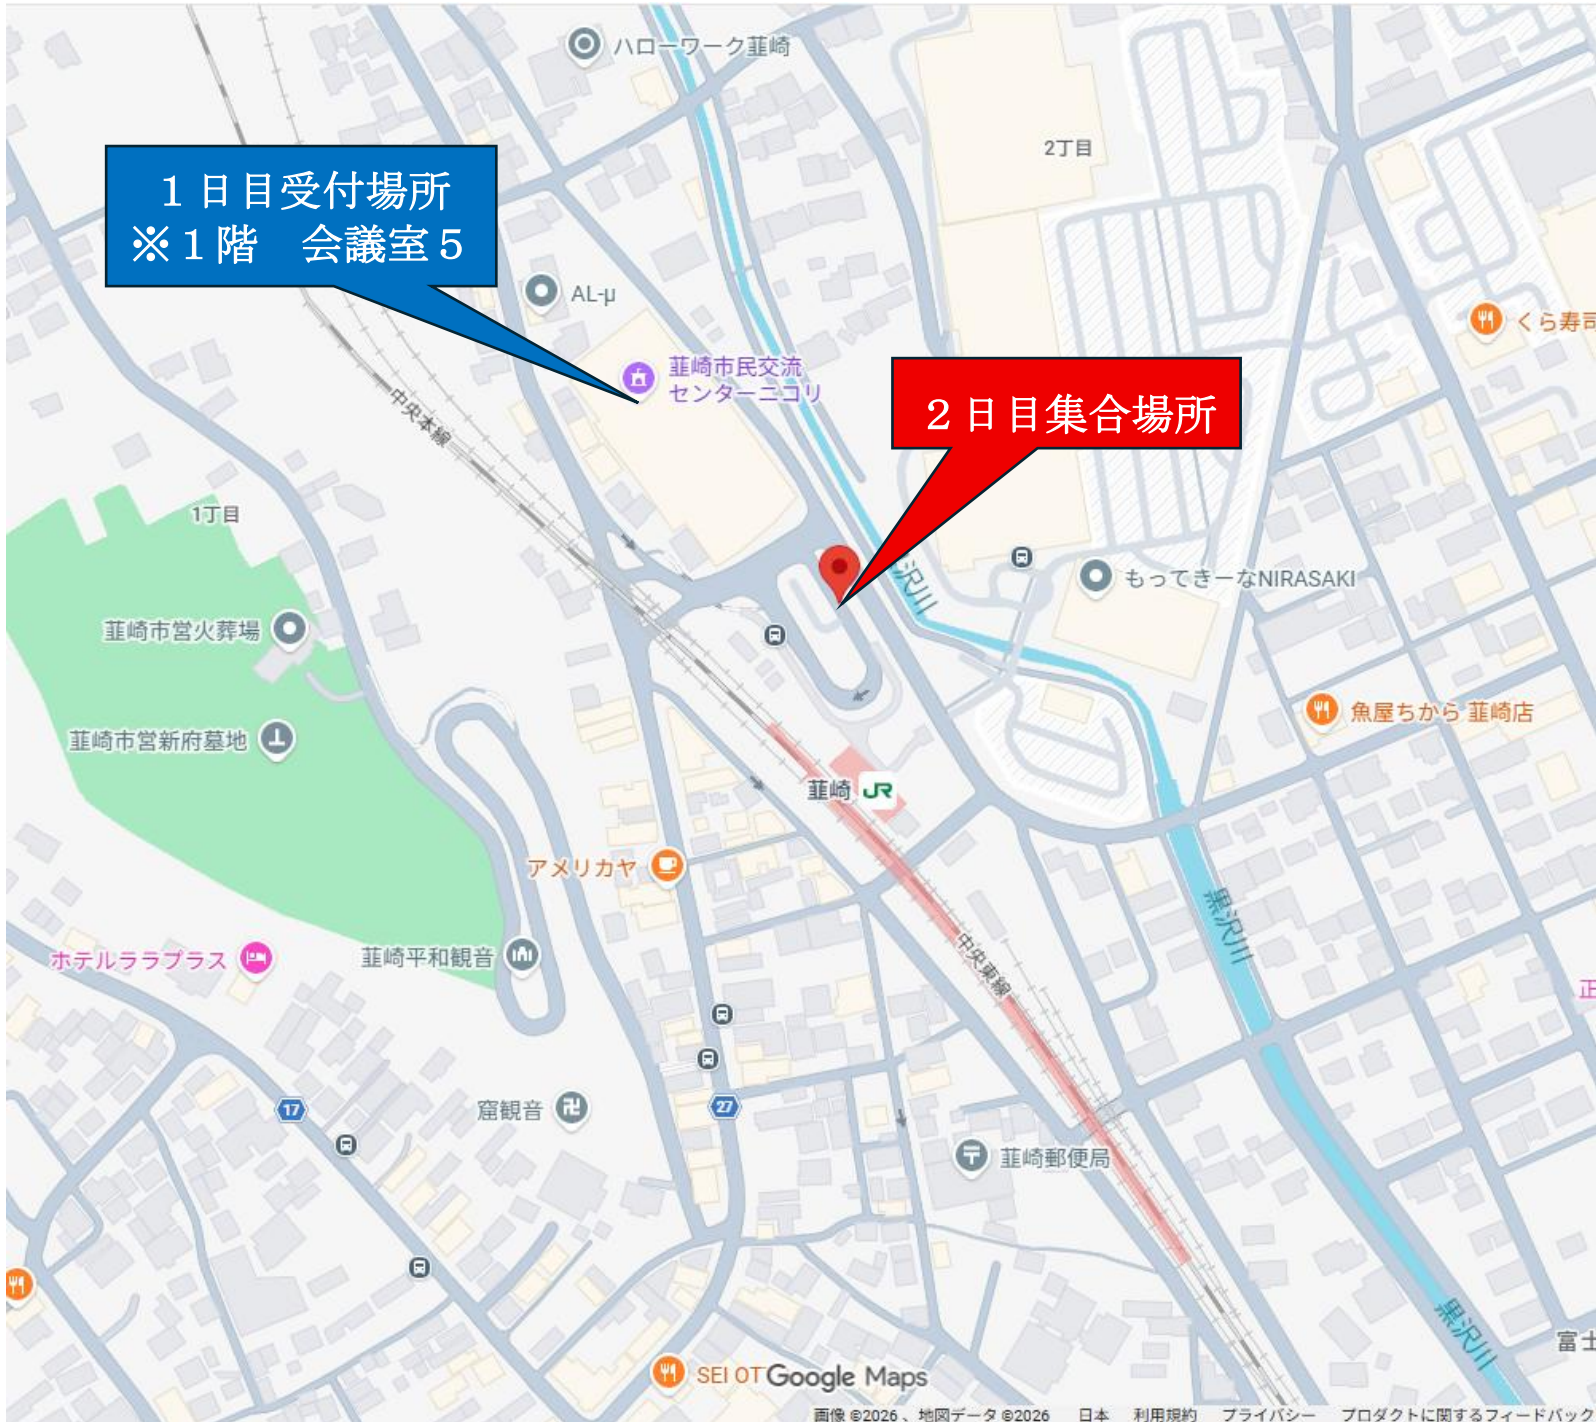 ハローワーク韮崎
2丁目
１日目受付場所
※１階　会議室５
AL-μ
くら寿司
韮崎市民交流
センターニコリ
２日目集合場所
中央本線
1丁目
沢川
もってきーなNIRASAKI
韮崎市営火葬場
魚屋ちから 韮崎店
韮崎市営新府墓地
韮崎 JR
アメリカヤ
黒沢川
中央東線
ホテルララプラス
韮崎平和観音
正
17
27
窟観音
韮崎郵便局
黒沢川
富士
SEI OT
Google Maps
画像 ©2026 、地図データ ©2026 日本 利用規約 プライバシー プロダクトに関するフィードバック